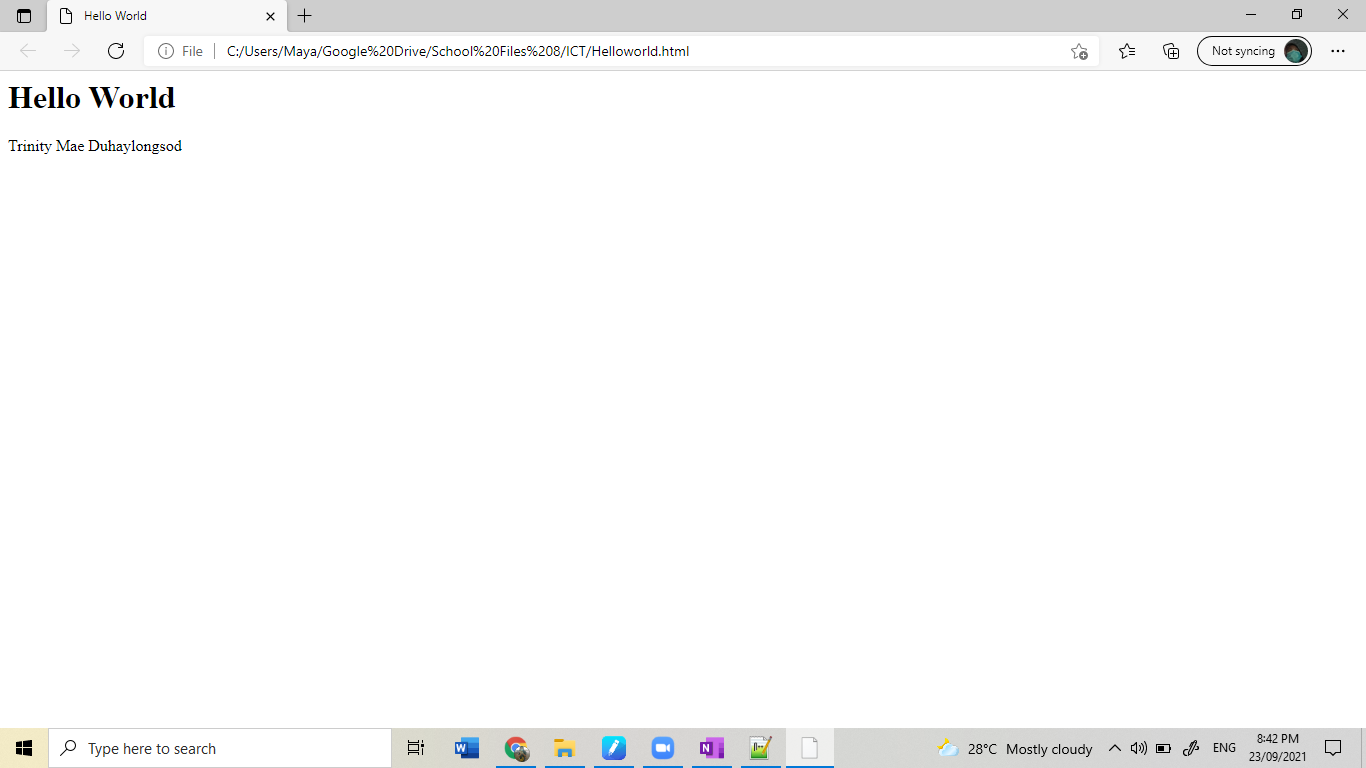 Hello World
File
C:/Users/Maya/Google%20Drive/School%20Files%208/ICT/Helloworld.html
Not syncing
Hello World
Trinity Mae Duhaylongsod
Type here to search
28°C Mostly cloudy
ENG
8:42 PM
23/09/2021